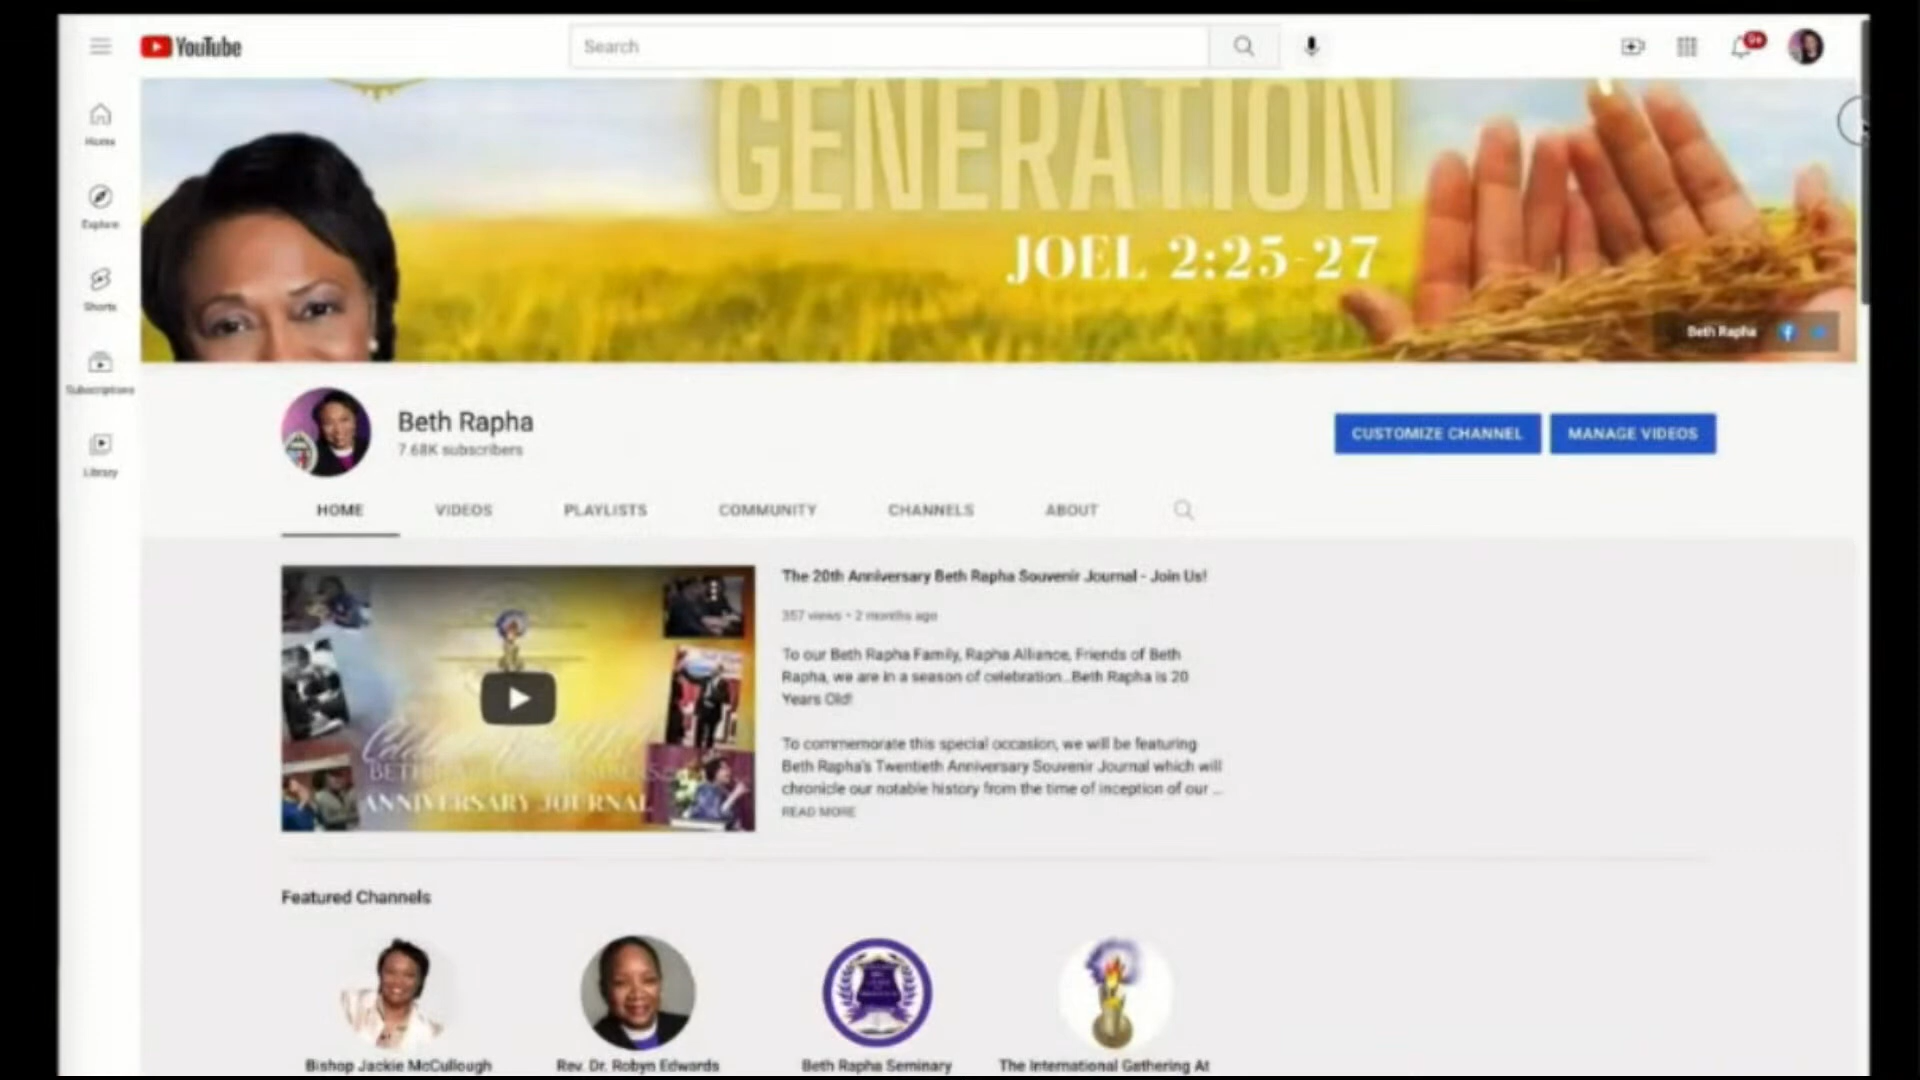 YouTube
Search
9+
GENERATION
JOEL 2:25-27
Home
Explore
Shorts
Subscriptions
Library
Beth Rapha
Beth Rapha
7.68K subscribers
CUSTOMIZE CHANNEL
MANAGE VIDEOS
HOME
VIDEOS
PLAYLISTS
COMMUNITY
CHANNELS
ABOUT
The 20th Anniversary Beth Rapha Souvenir Journal - Join Us!
357 views • 2 months ago
To our Beth Rapha Family, Rapha Alliance, Friends of Beth
Rapha, we are in a season of celebration...Beth Rapha is 20
Years Old!
To commemorate this special occasion, we will be featuring
Beth Rapha's Twentieth Anniversary Souvenir Journal which will
chronicle our notable history from the time of inception of our ...
READ MORE
ANNIVERSARY JOURNAL
Featured Channels
Bishop Jackie McCullough
Rev. Dr. Robyn Edwards
Beth Rapha Seminary
The International Gathering At